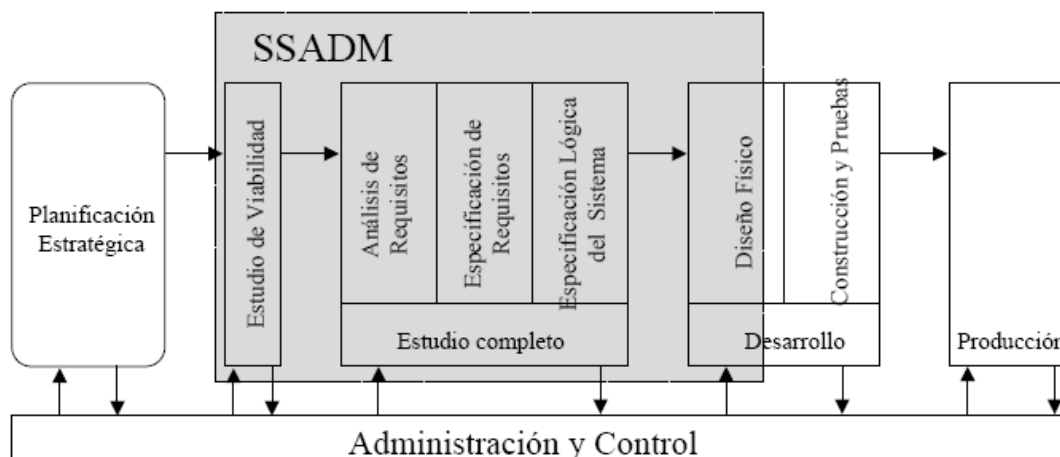 SSADM
Planificación
Estratégica
Estudio de Viabilidad
Análisis de
Requisitos
Especificación de
Requisitos
Especificación Lógica
del Sistema
Estudio completo
Diseño Físico
Construcción y Pruebas
Desarrollo
Producción
Administración y Control